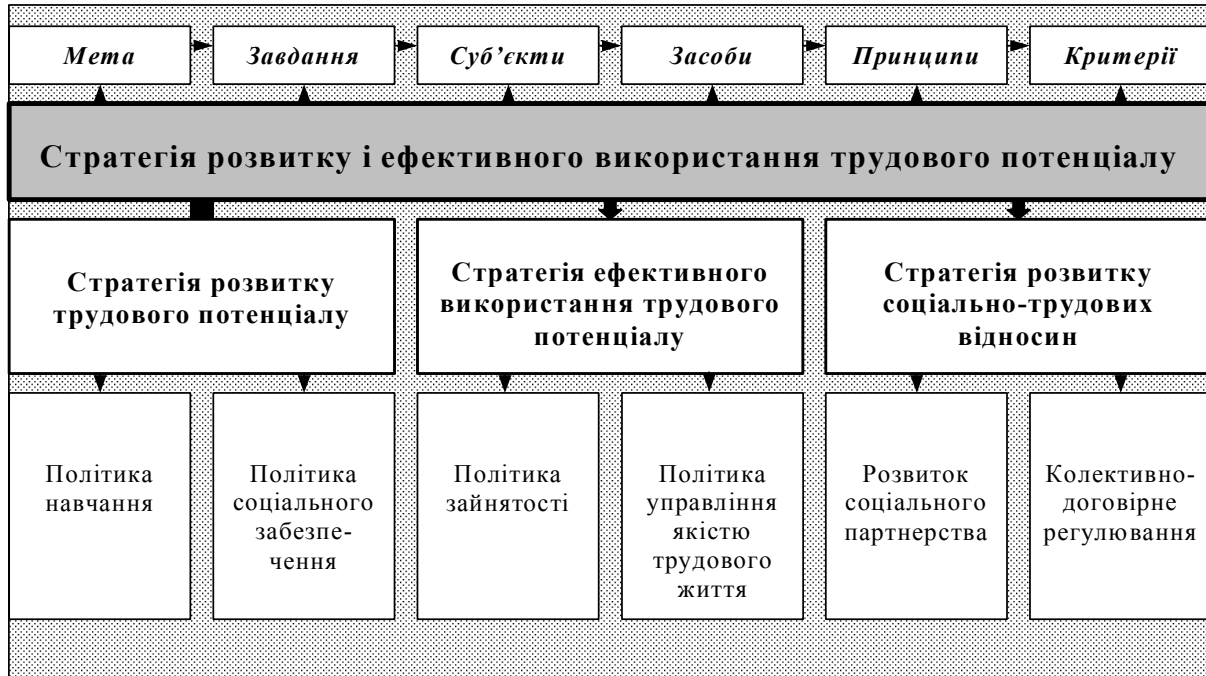 Мета
Завдання
Суб’єкти
Засоби
Принципи
Критерії
Стратегія розвитку і ефективного використання трудового потенціалу
Стратегія розвитку
трудового потенціалу
Стратегія ефективного
використання трудового
потенціалу
Стратегія розвитку
соціально-трудових
відносин
Політика
навчання
Політика
соціального
забезпе-
чення
Політика
зайнятості
Політика
управління
якістю
трудового
життя
Розвиток
соціального
партнерства
Колективно-
договірне
регулювання